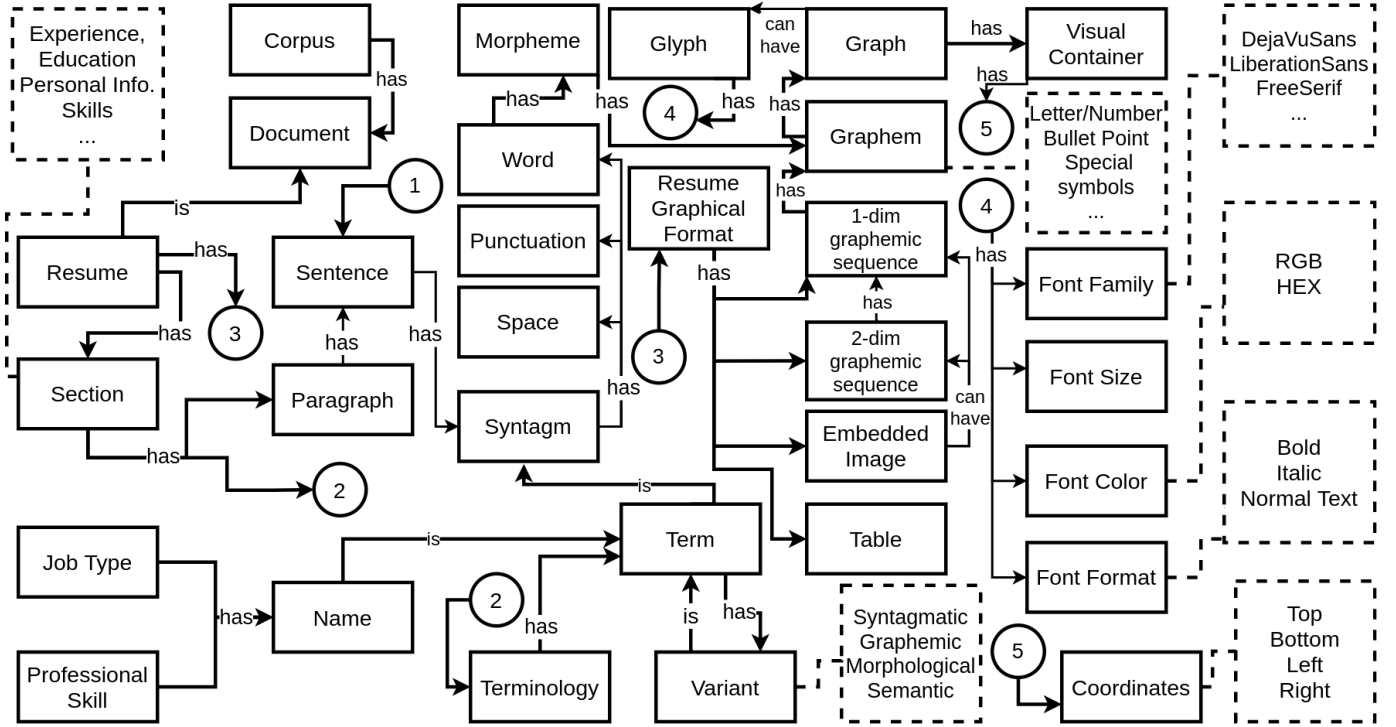 Experience,
Education
Personal Info.
Skills
...
Corpus
has
Document
is
Resume
has
3
has
Section
has
2
Paragraph
has
Sentence
1
has
Morpheme
has
Word
Punctuation
Space
has
Syntagm
is
Glyph
can
have
4
has
has
Graph
has
Graphem
has
has
Visual
Container
has
5
Letter/Number
Bullet Point
Special
symbols
...
DejaVuSans
LiberationSans
FreeSerif
...
Resume
Graphical
Format
has
3
1-dim
graphemic
sequence
has
2-dim
graphemic
sequence
can
have
Embedded
Image
Table
4
has
Font Family
Font Size
Font Color
Font Format
RGB
HEX
Bold
Italic
Normal Text
Job Type
Professional
Skill
has
Name
is
Term
2
has
Terminology
is
has
Variant
Syntagmatic
Graphemic
Morphological
Semantic
5
Coordinates
Top
Bottom
Left
Right